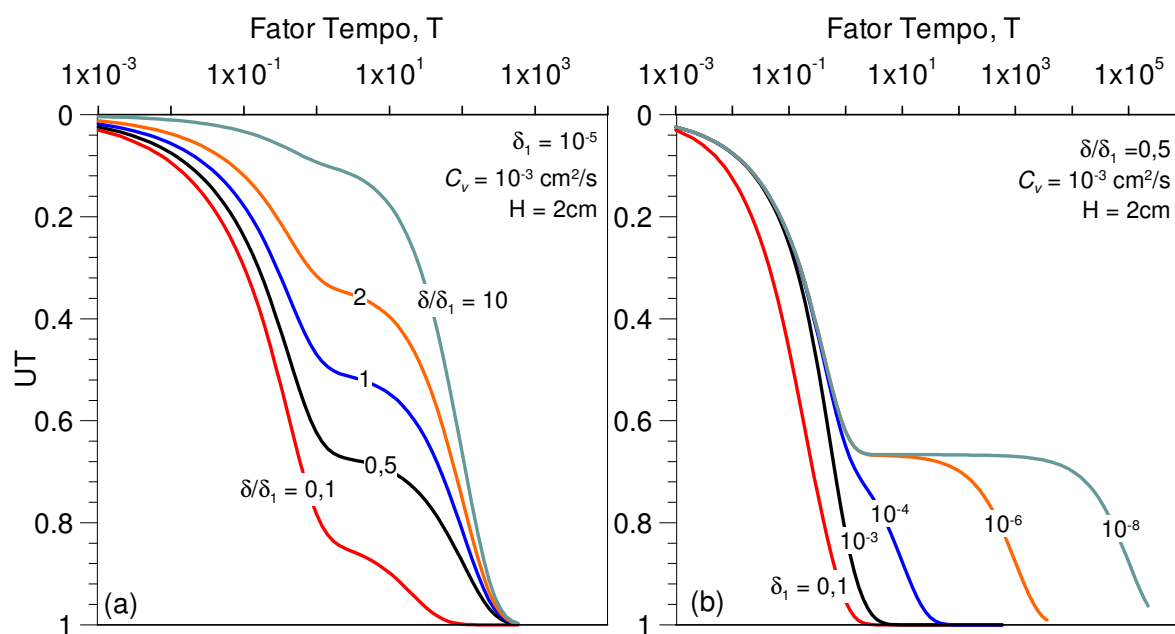 Fator Tempo, T
1x10⁻³ 1x10⁻¹ 1x10¹ 1x10³
0
0.2
0.4
0.6
0.8
1
UT
δ₁ = 10⁻⁵
Cᵥ = 10⁻³ cm²/s
H = 2cm
δ/δ₁ = 10
2
1
0,5
δ/δ₁ = 0,1
(a)
Fator Tempo, T
1x10⁻³ 1x10⁻¹ 1x10¹ 1x10³ 1x10⁵
0
0.2
0.4
0.6
0.8
1
δ/δ₁ =0,5
Cᵥ = 10⁻³ cm²/s
H = 2cm
10⁻⁴
10⁻⁶
10⁻⁸
10⁻³
δ₁ = 0,1
(b)